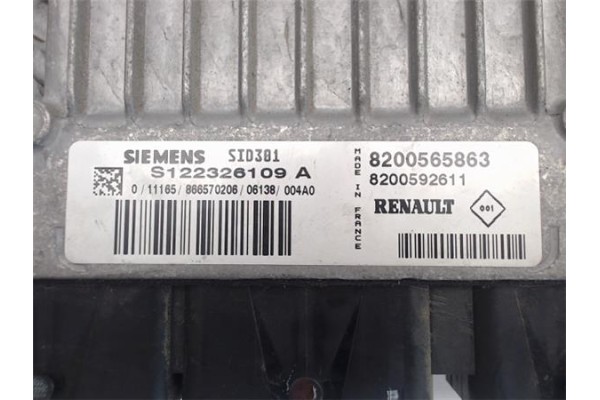 SIEMENS SID301
S122326109 A
0/11165/866570206/06138/004A0
MADE IN FRANCE
8200565863
8200592611
RENAULT 001